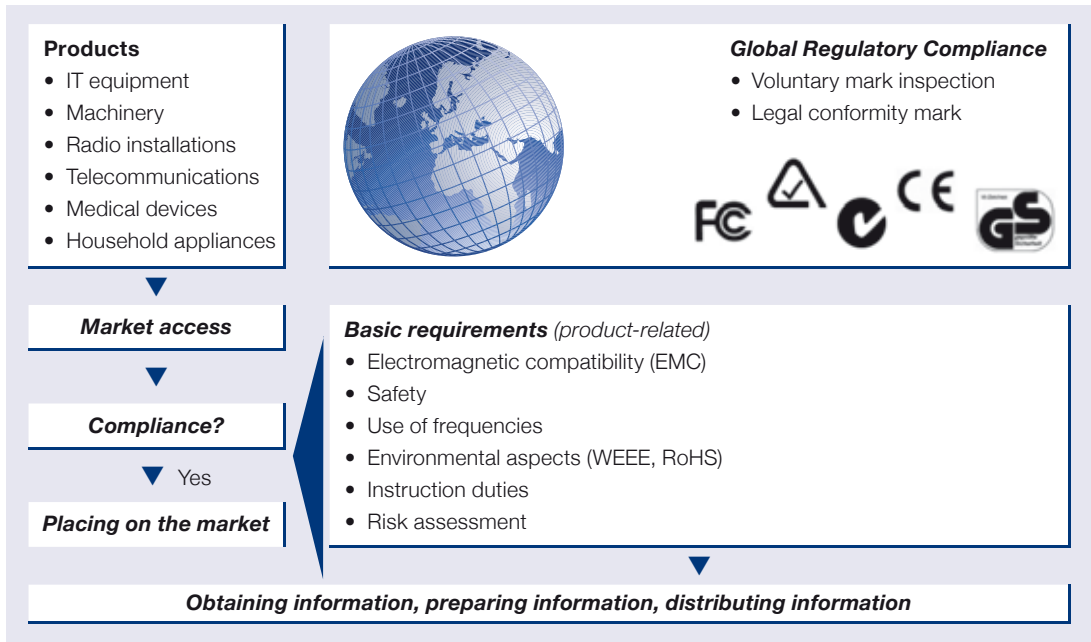 Products
• IT equipment
• Machinery
• Radio installations
• Telecommunications
• Medical devices
• Household appliances
Global Regulatory Compliance
• Voluntary mark inspection
• Legal conformity mark
FC
CE
GS
geprüfte
Sicherheit
Market access
Compliance?
Yes
Placing on the market
Basic requirements (product-related)
• Electromagnetic compatibility (EMC)
• Safety
• Use of frequencies
• Environmental aspects (WEEE, RoHS)
• Instruction duties
• Risk assessment
Obtaining information, preparing information, distributing information